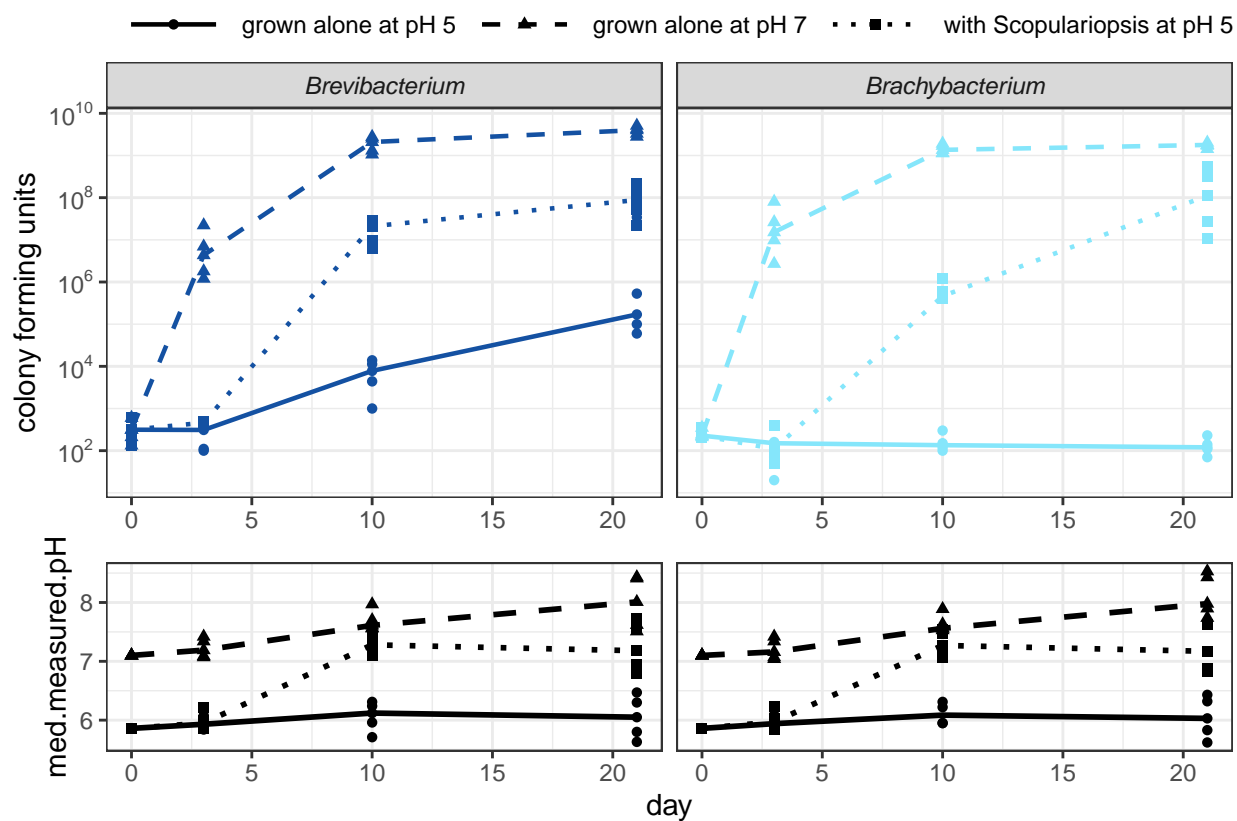 grown alone at pH 5 grown alone at pH 7 with Scopulariopsis at pH 5
Brevibacterium Brachybacterium
colony forming units
10^10
10^8
10^6
10^4
10^2
0 5 10 15 20 0 5 10 15 20
med.measured.pH
8
7
6
0 5 10 15 20 0 5 10 15 20
day